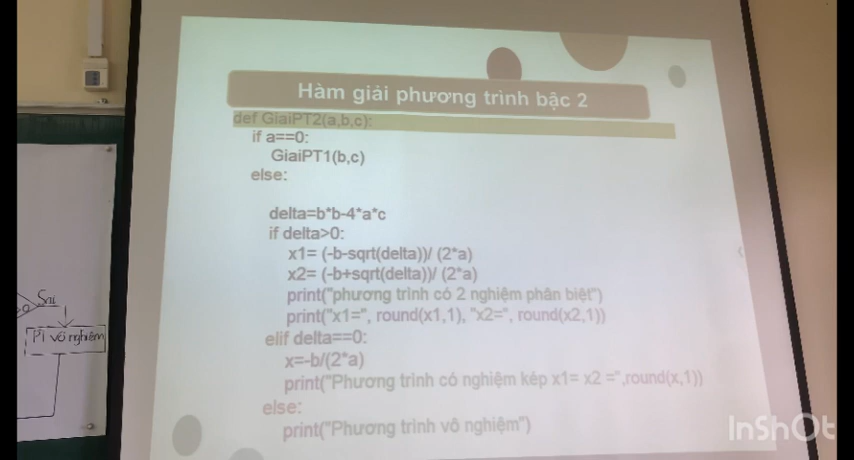 Hàm giải phương trình bậc 2
def GiaiPT2(a,b,c):
if a==0:
GiaiPT1(b,c)
else:
delta=b*b-4*a*c
if delta>0:
x1= (-b-sqrt(delta))/ (2*a)
x2= (-b+sqrt(delta))/ (2*a)
print("phương trình có 2 nghiệm phân biệt")
print("x1=", round(x1,1), "x2=", round(x2,1))
elif delta==0:
x=-b/(2*a)
print("Phương trình có nghiệm kép x1= x2 =",round(x,1))
else:
print("Phương trình vô nghiệm")
Sai
PT vô nghiệm
InShOt